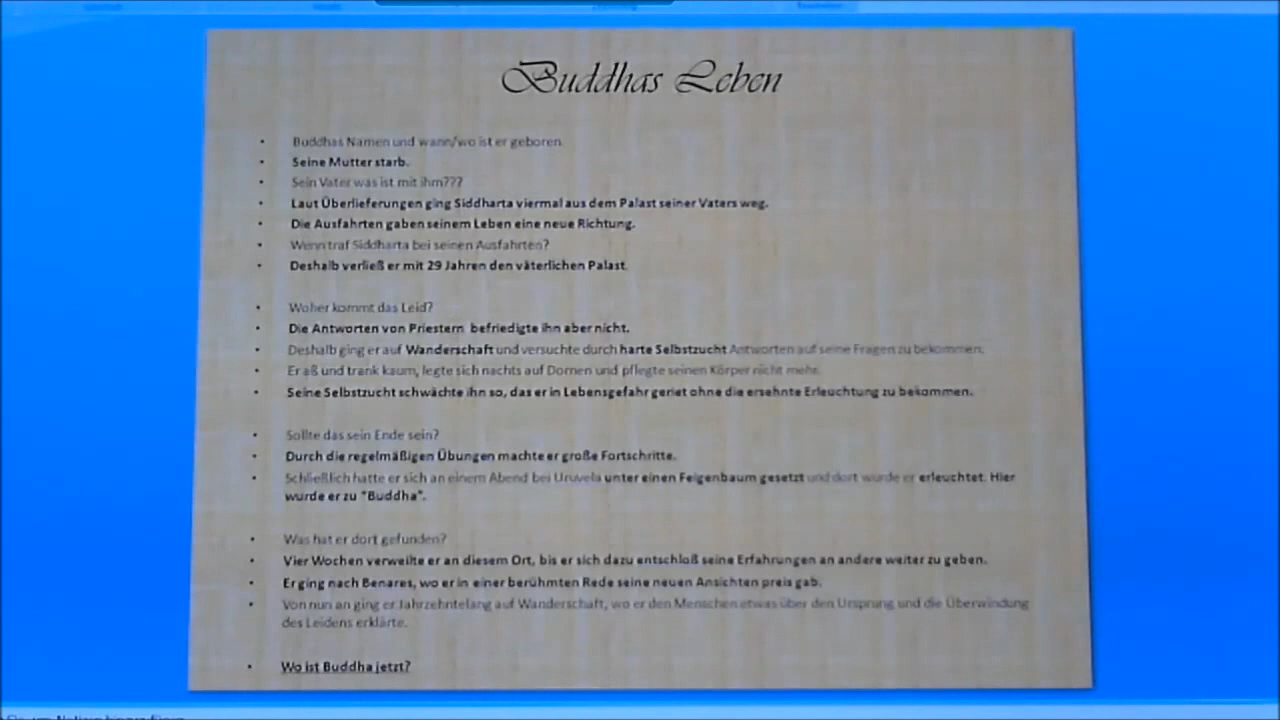 Buddhas Leben
• Buddhas Namen und wann/wo ist er geboren
• Seine Mutter starb.
• Sein Vater was ist mit ihm???
• Laut Überlieferungen ging Siddharta viermal aus dem Palast seiner Vaters weg.
• Die Ausfahrten gaben seinem Leben eine neue Richtung.
• Wenn traf Siddharta bei seinen Ausfahrten?
• Deshalb verließ er mit 29 Jahren den väterlichen Palast.
• Woher kommt das Leid?
• Die Antworten von Priestern befriedigte ihn aber nicht.
• Deshalb ging er auf Wanderschaft und versuchte durch harte Selbstzucht Antworten auf seine Fragen zu bekommen.
• Er aß und trank kaum, legte sich nachts auf Dornen und pflegte seinen Körper nicht mehr.
• Seine Selbstzucht schwächte ihn so, das er in Lebensgefahr geriet ohne die ersehnte Erleuchtung zu bekommen.
• Sollte das sein Ende sein?
• Durch die regelmäßigen Übungen machte er große Fortschritte.
• Schließlich hatte er sich an einem Abend bei Uruvela unter einen Feigenbaum gesetzt und dort wurde er erleuchtet. Hier
wurde er zu "Buddha".
• Was hat er dort gefunden?
• Vier Wochen verweilte er an diesem Ort, bis er sich dazu entschloß seine Erfahrungen an andere weiter zu geben.
• Er ging nach Benares, wo er in einer berühmten Rede seine neuen Ansichten preis gab.
• Von nun an ging er Jahrzehntelang auf Wanderschaft, wo er den Menschen etwas über den Ursprung und die Überwindung
des Leidens erklärte.
• Wo ist Buddha jetzt?